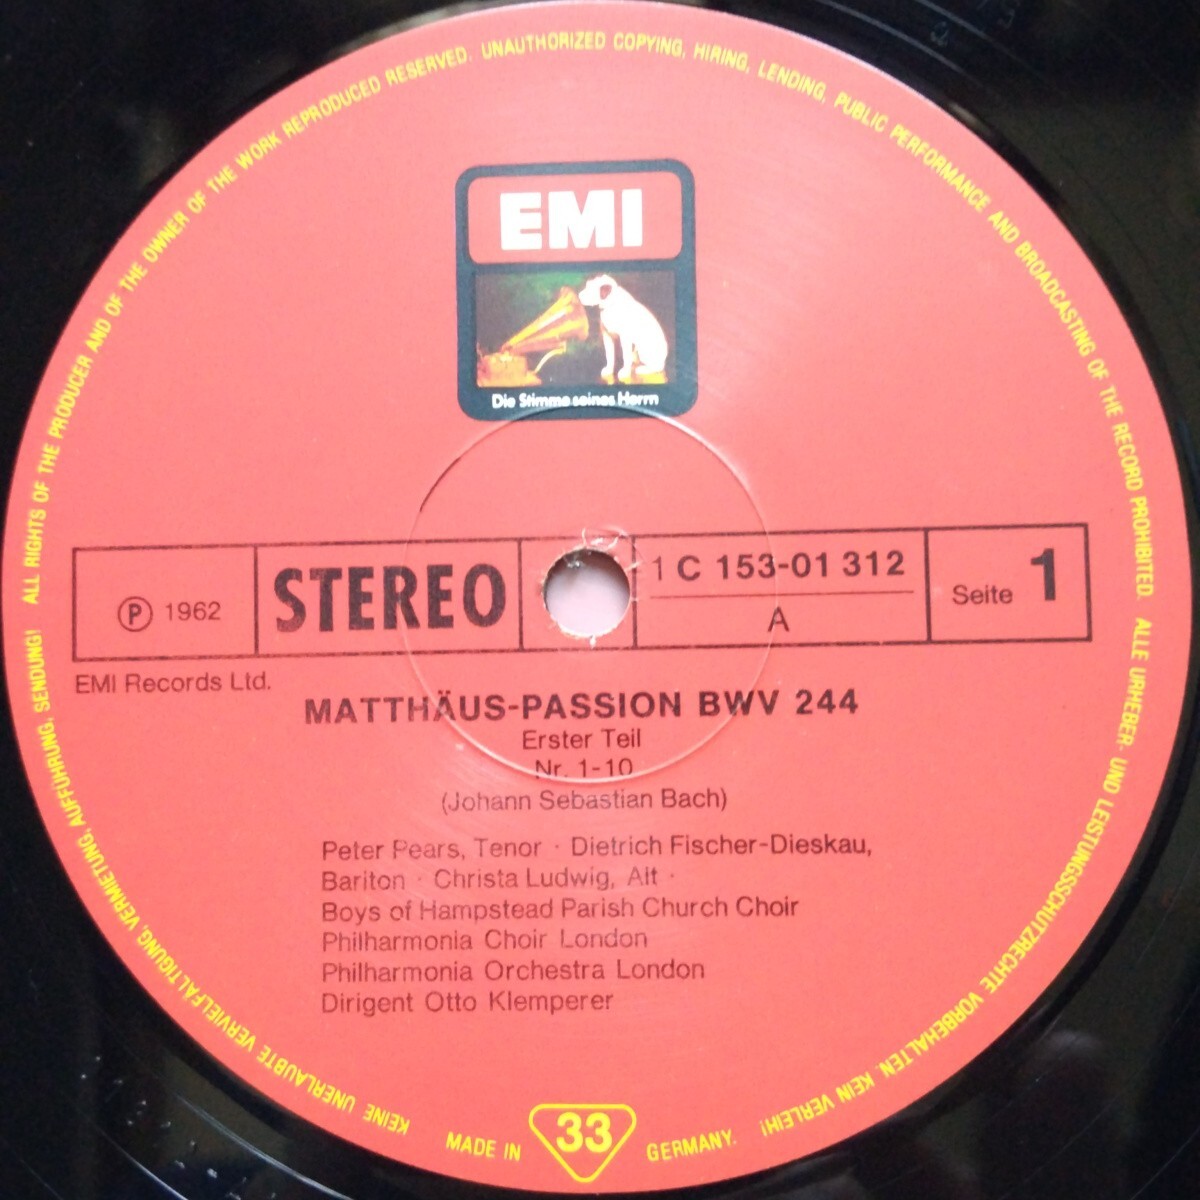 EMI
Die Stimme seines Herrn
℗ 1962
STEREO
1 C 153-01 312
A
Seite 1
EMI Records Ltd.
MATTHÄUS-PASSION BWV 244
Erster Teil
Nr. 1-10
(Johann Sebastian Bach)
Peter Pears, Tenor · Dietrich Fischer-Dieskau,
Bariton · Christa Ludwig, Alt ·
Boys of Hampstead Parish Church Choir
Philharmonia Choir London
Philharmonia Orchestra London
Dirigent Otto Klemperer
ALL RIGHTS OF THE PRODUCER AND OF THE OWNER OF THE WORK REPRODUCED RESERVED. UNAUTHORIZED COPYING, HIRING, LENDING, PUBLIC PERFORMANCE AND BROADCASTING OF THE RECORD PROHIBITED.
ALLE URHEBER- UND LEISTUNGSSCHUTZRECHTE VORBEHALTEN. KEIN VERLEIH! KEINE UNERLAUBTE VERVIELFÄLTIGUNG, VERMIETUNG, AUFFÜHRUNG, SENDUNG!
MADE IN 33 GERMANY.